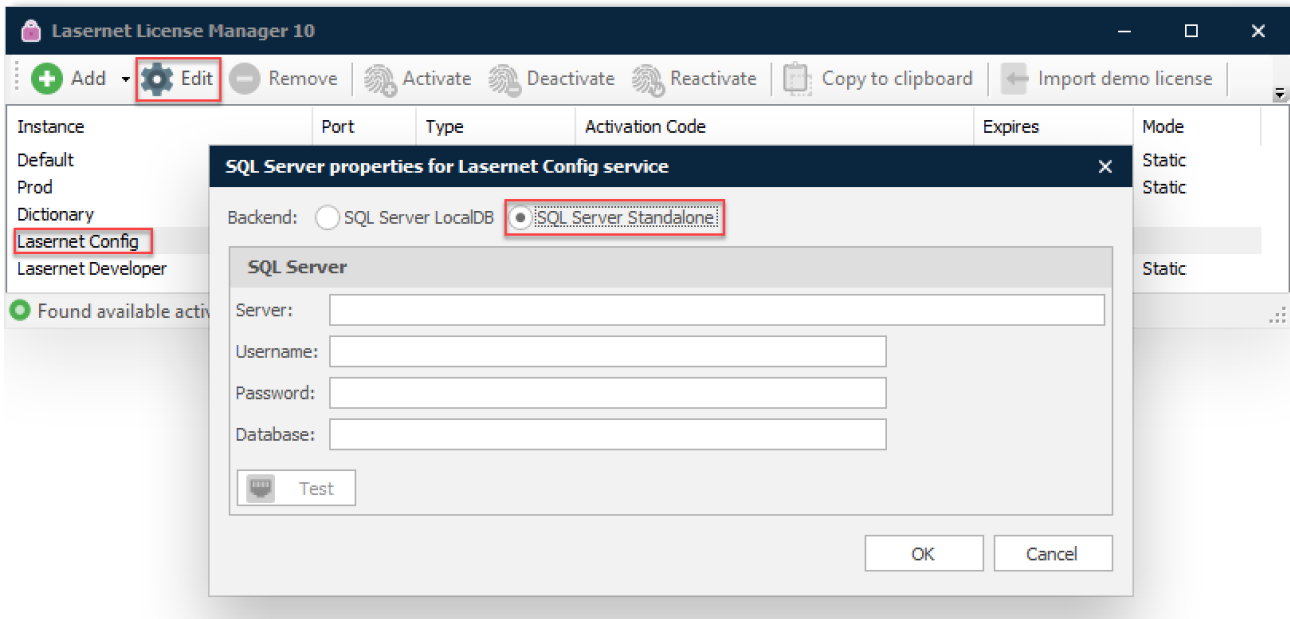 Lasernet License Manager 10
Add Edit Remove Activate Deactivate Reactivate Copy to clipboard Import demo license
Instance Port Type Activation Code Expires Mode
Default Static
Prod Static
Dictionary
Lasernet Config
Lasernet Developer Static
Found available activ
SQL Server properties for Lasernet Config service
Backend: SQL Server LocalDB SQL Server Standalone
SQL Server
Server:
Username:
Password:
Database:
Test
OK Cancel